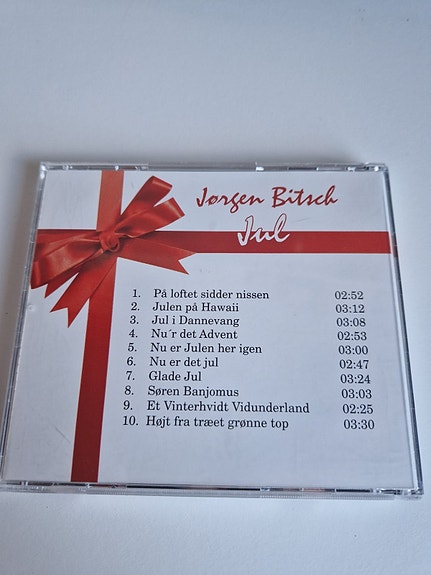 Jørgen Bitsch
Jul
1. På loftet sidder nissen 02:52
2. Julen på Hawaii 03:12
3. Jul i Dannevang 03:08
4. Nu´r det Advent 02:53
5. Nu er Julen her igen 03:00
6. Nu er det jul 02:47
7. Glade Jul 03:24
8. Søren Banjomus 03:03
9. Et Vinterhvidt Vidunderland 02:25
10. Højt fra træet grønne top 03:30